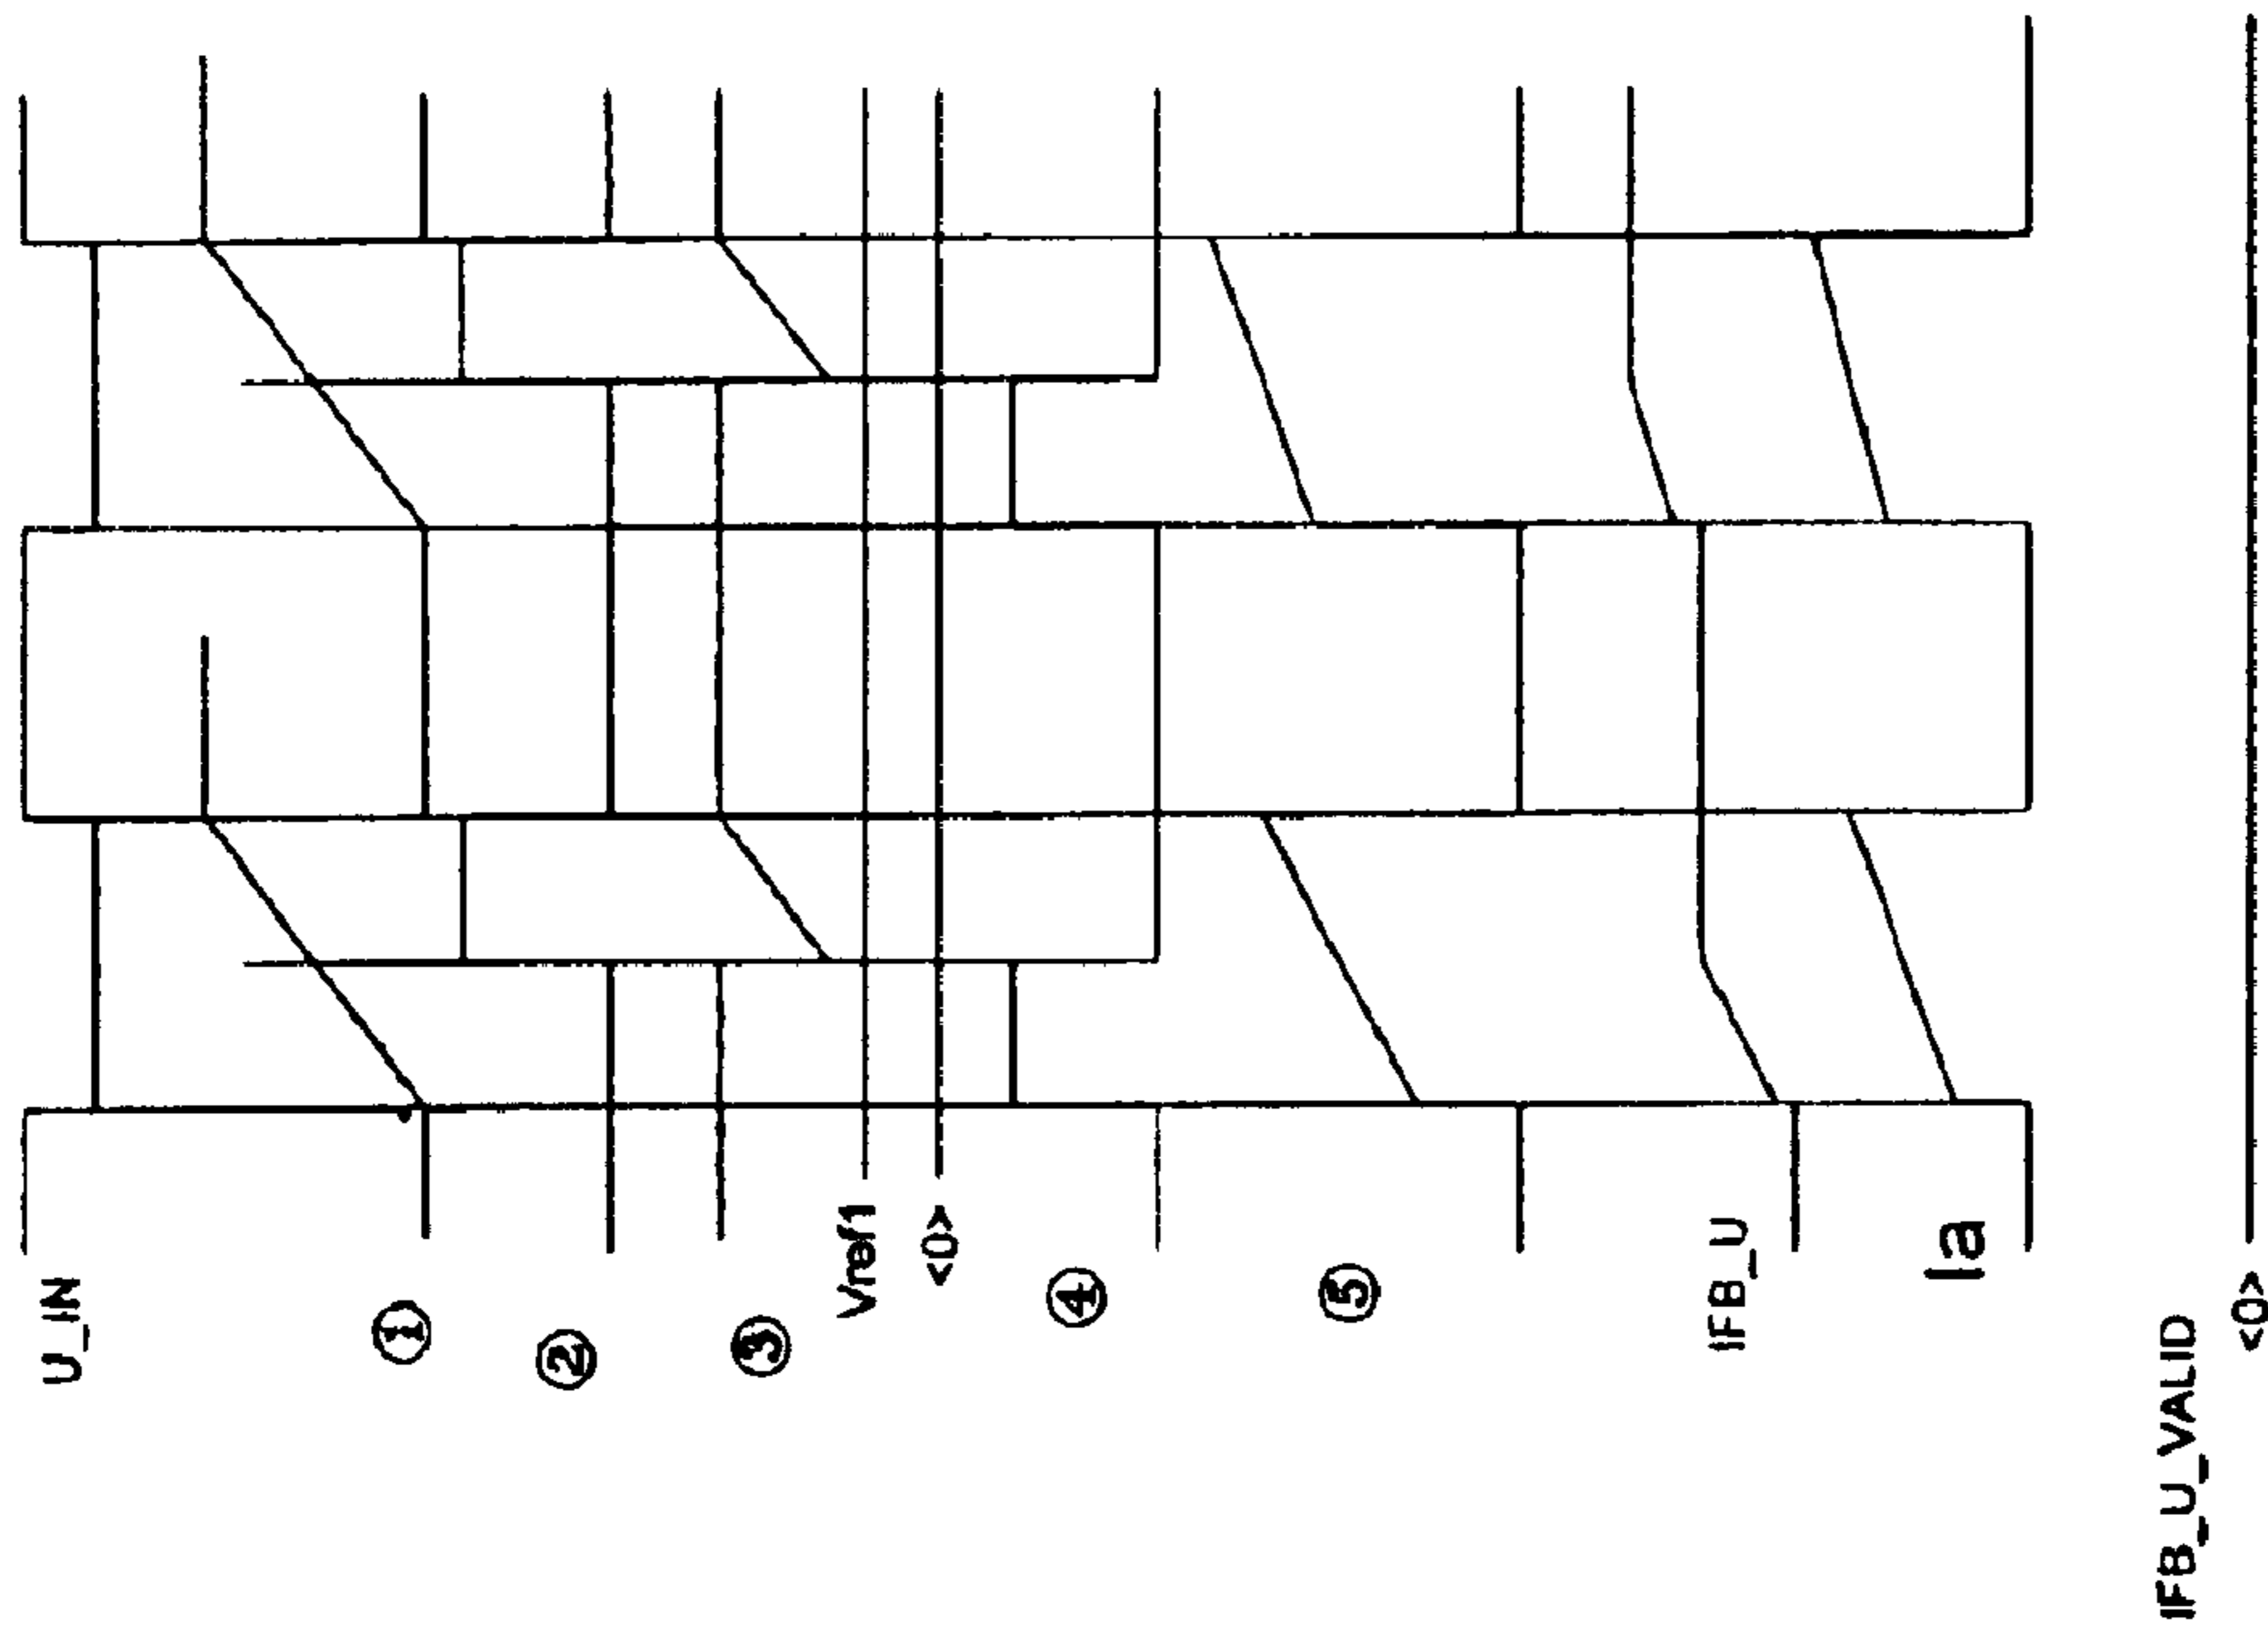 U_IN
①
②
③
Vref1
<0>
④
⑤
IFB_U
Ia
IFB_U_VALID
<0>